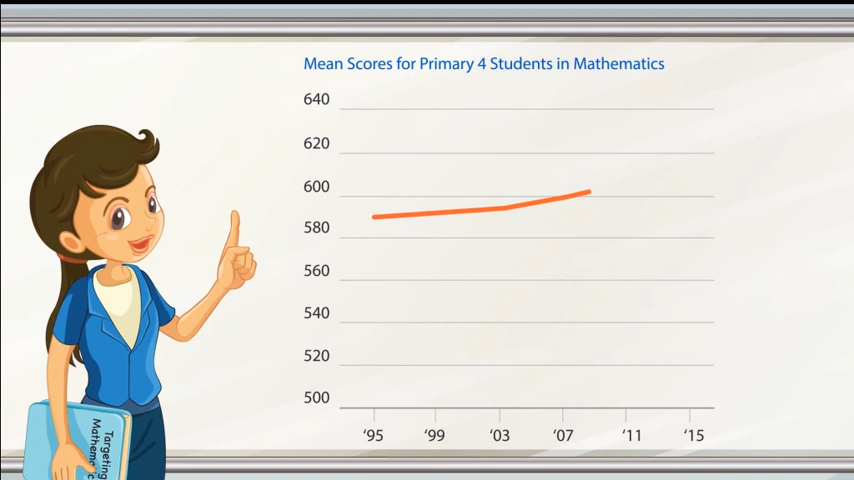 Mean Scores for Primary 4 Students in Mathematics
640
620
600
580
560
540
520
500
‘95 ‘99 ‘03 ‘07 ‘11 ‘15
Targeting